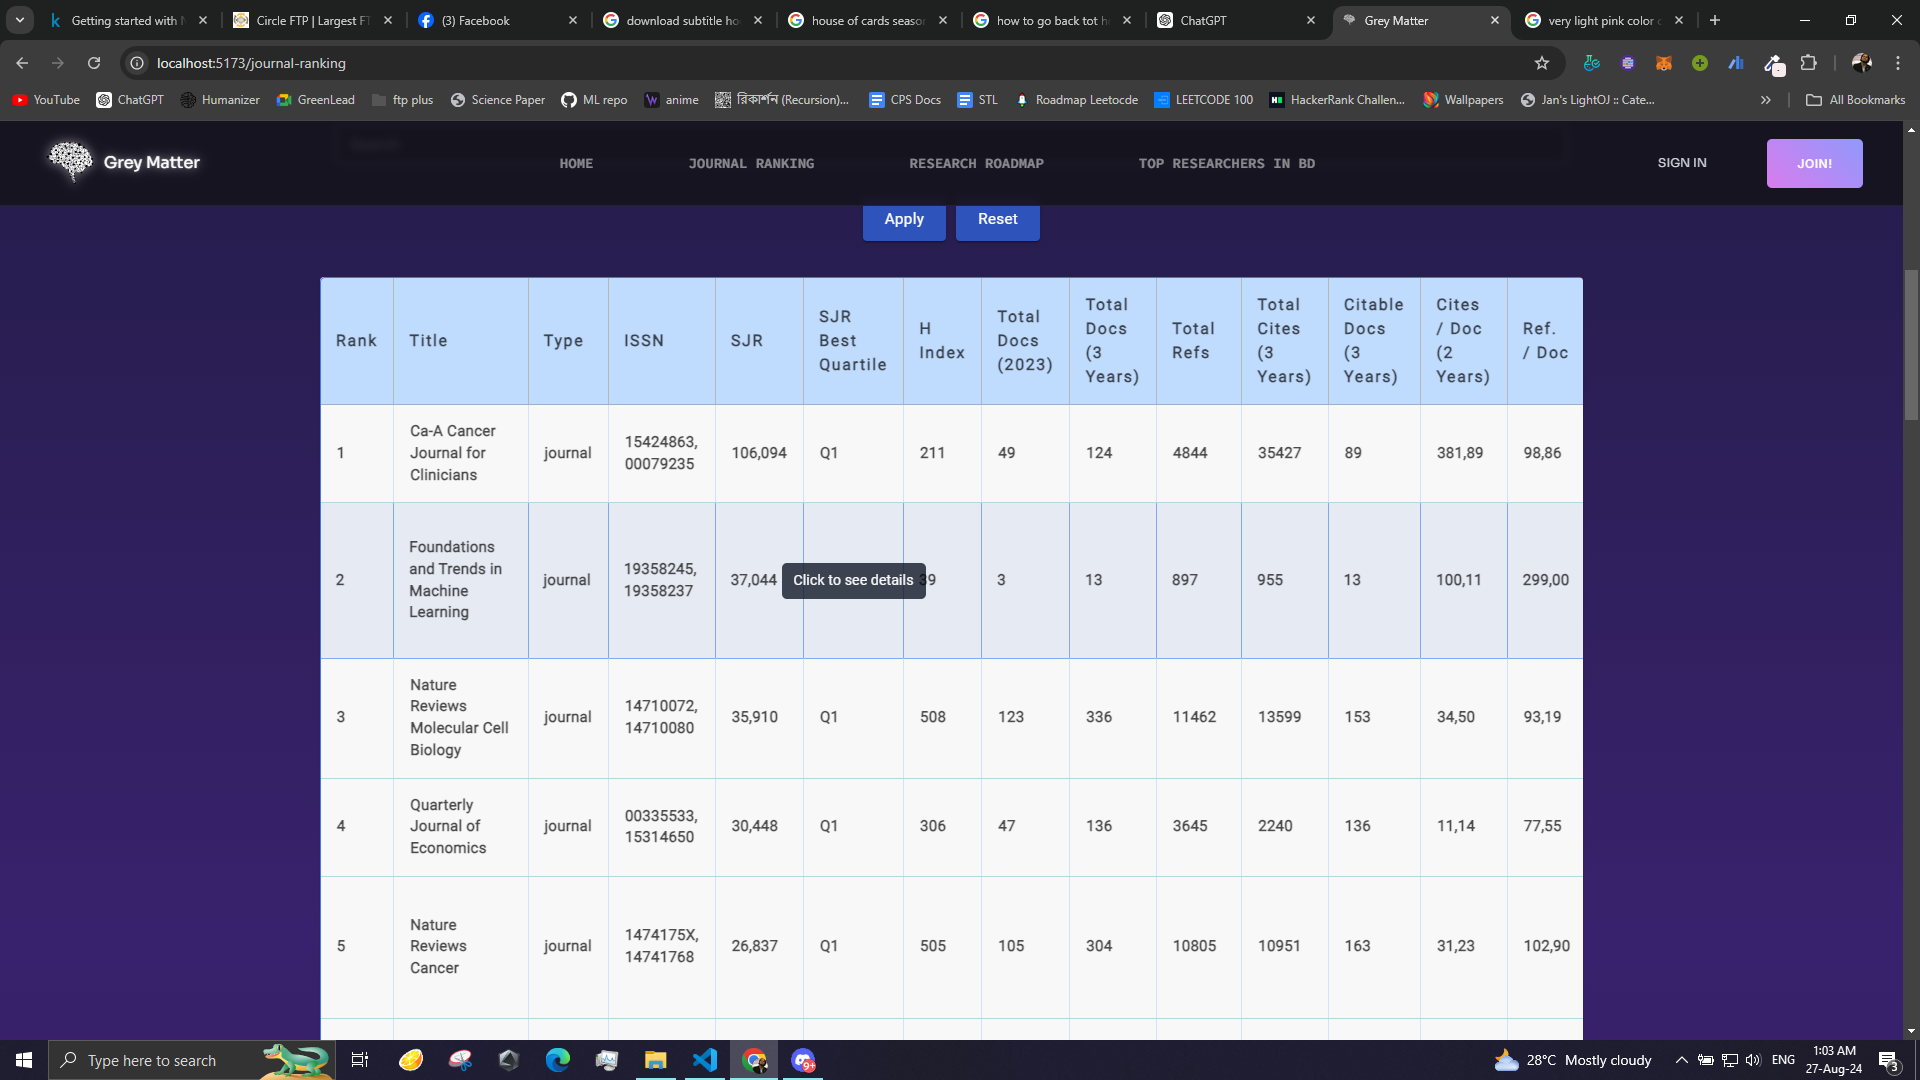 Getting started with N
Circle FTP | Largest FT
(3) Facebook
download subtitle ho
house of cards seaso
how to go back tot h
ChatGPT
Grey Matter
very light pink color c
localhost:5173/journal-ranking
YouTube
ChatGPT
Humanizer
GreenLead
ftp plus
Science Paper
ML repo
anime
রিকার্শন (Recursion)...
CPS Docs
STL
Roadmap Leetocde
LEETCODE 100
HackerRank Challen...
Wallpapers
Jan's LightOJ :: Cate...
All Bookmarks
Grey Matter
HOME
JOURNAL RANKING
RESEARCH ROADMAP
TOP RESEARCHERS IN BD
SIGN IN
JOIN!
Apply
Reset
Rank
Title
Type
ISSN
SJR
SJR
Best
Quartile
H
Index
Total
Docs
(2023)
Total
Docs
(3
Years)
Total
Refs
Total
Cites
(3
Years)
Citable
Docs
(3
Years)
Cites
/ Doc
(2
Years)
Ref.
/ Doc
1
Ca-A Cancer
Journal for
Clinicians
journal
15424863,
00079235
106,094
Q1
211
49
124
4844
35427
89
381,89
98,86
2
Foundations
and Trends in
Machine
Learning
journal
19358245,
19358237
37,044
Click to see details
39
3
13
897
955
13
100,11
299,00
3
Nature
Reviews
Molecular Cell
Biology
journal
14710072,
14710080
35,910
Q1
508
123
336
11462
13599
153
34,50
93,19
4
Quarterly
Journal of
Economics
journal
00335533,
15314650
30,448
Q1
306
47
136
3645
2240
136
11,14
77,55
5
Nature
Reviews
Cancer
journal
1474175X,
14741768
26,837
Q1
505
105
304
10805
10951
163
31,23
102,90
Type here to search
9+
28°C Mostly cloudy
ENG
1:03 AM
27-Aug-24
3